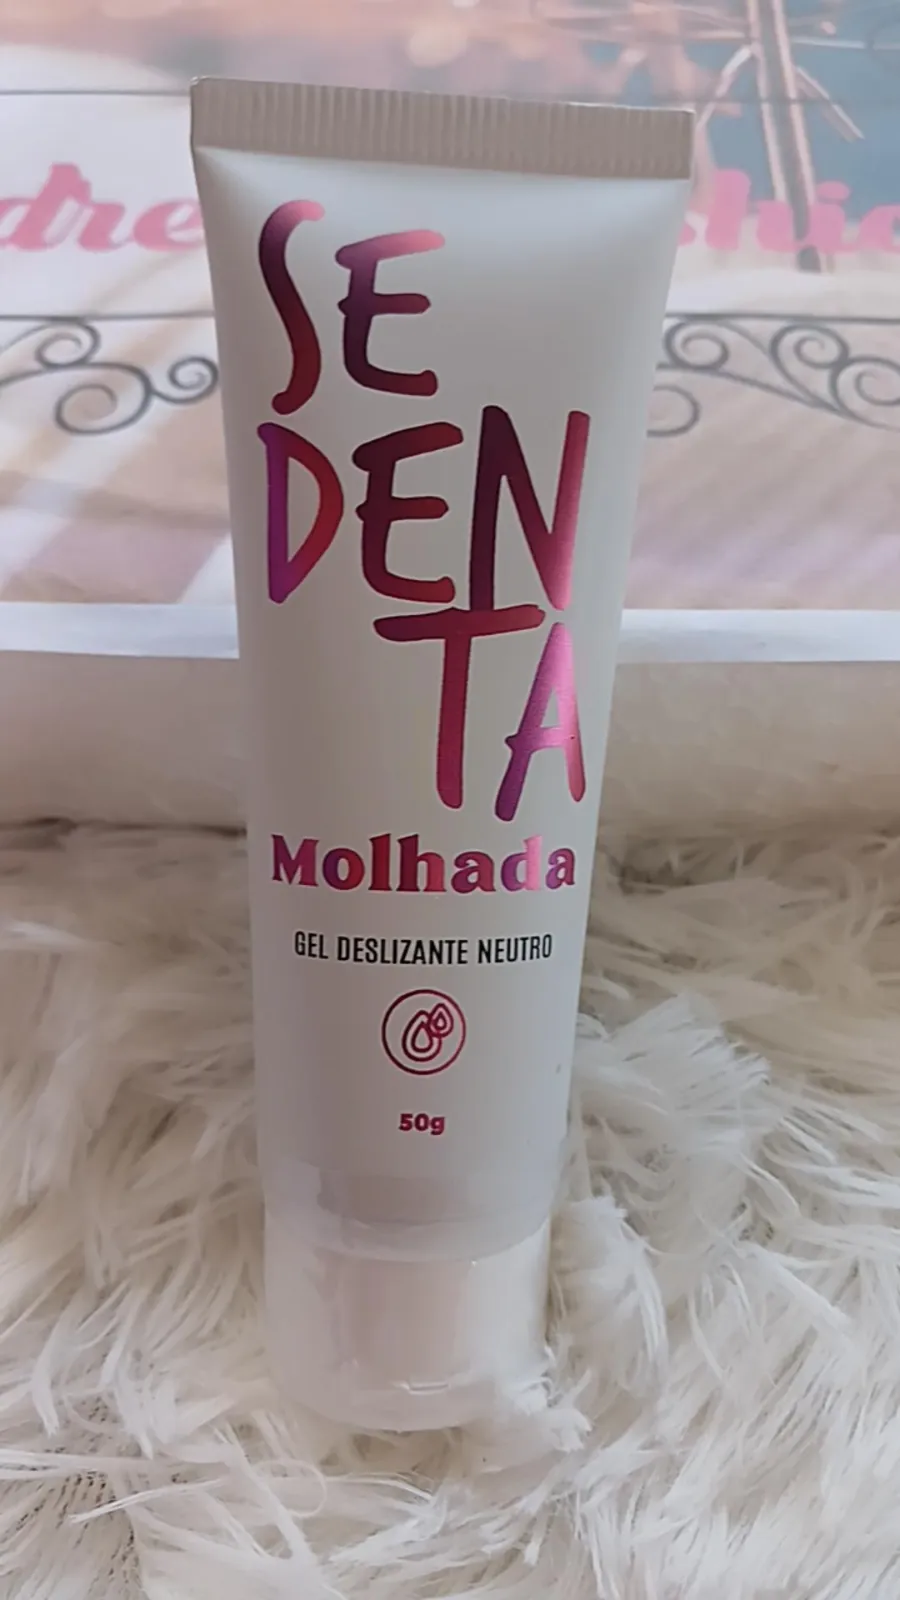 SE
DEN
TA
Molhada
GEL DESLIZANTE NEUTRO
50g